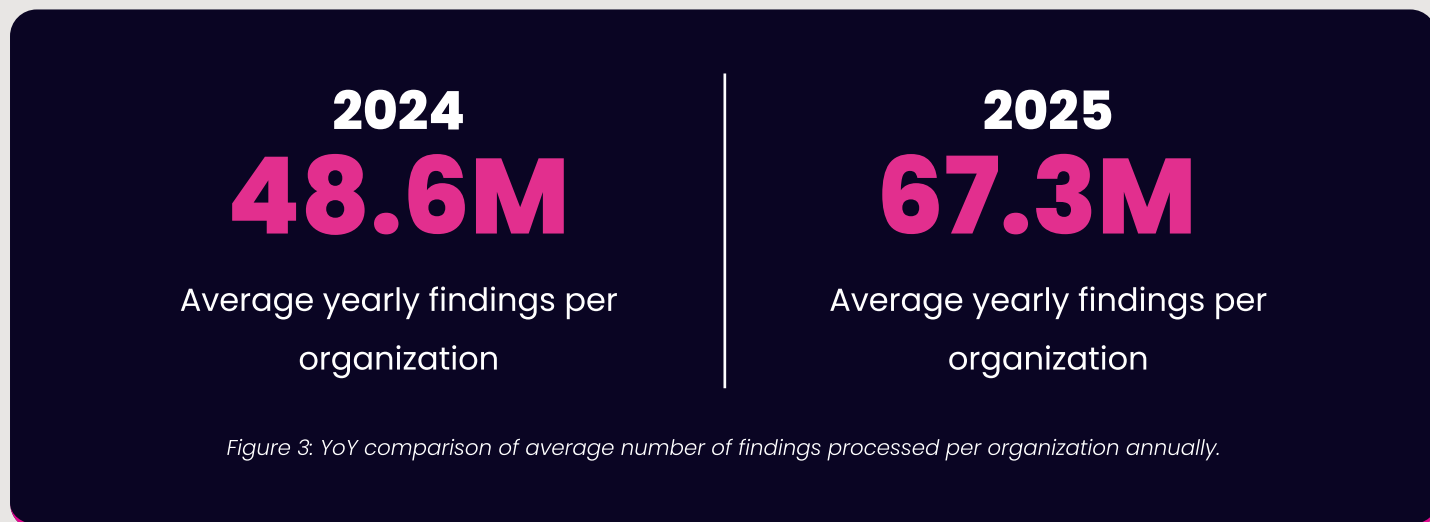 2024
48.6M
Average yearly findings per
organization
2025
67.3M
Average yearly findings per
organization
Figure 3: YoY comparison of average number of findings processed per organization annually.